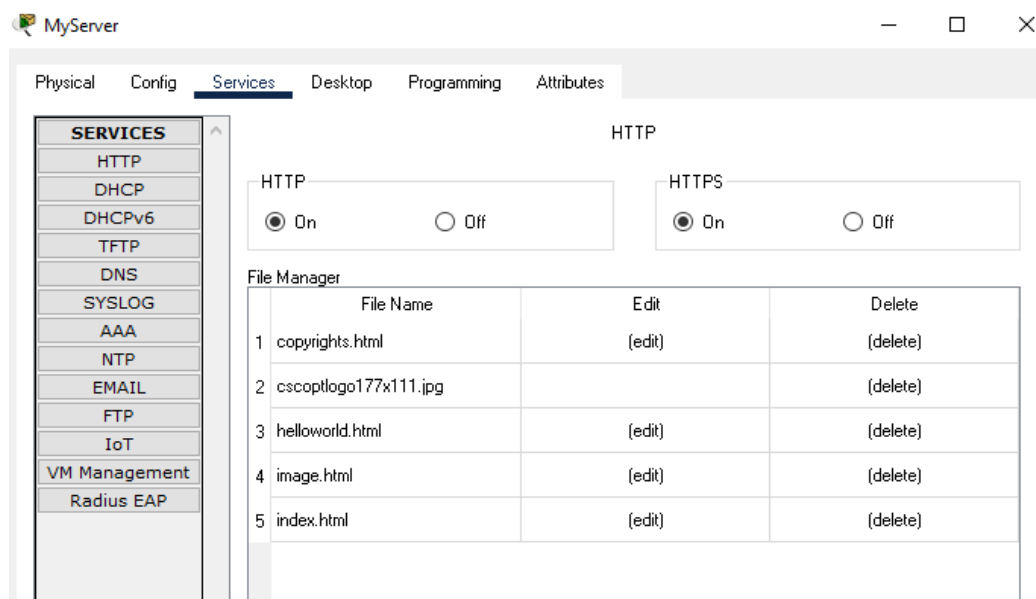 MyServer
Physical Config Services Desktop Programming Attributes
SERVICES
HTTP
DHCP
DHCPv6
TFTP
DNS
SYSLOG
AAA
NTP
EMAIL
FTP
IoT
VM Management
Radius EAP
HTTP
HTTP
On Off
HTTPS
On Off
File Manager
File Name Edit Delete
1 copyrights.html (edit) (delete)
2 cscoptlogo177x111.jpg (delete)
3 helloworld.html (edit) (delete)
4 image.html (edit) (delete)
5 index.html (edit) (delete)